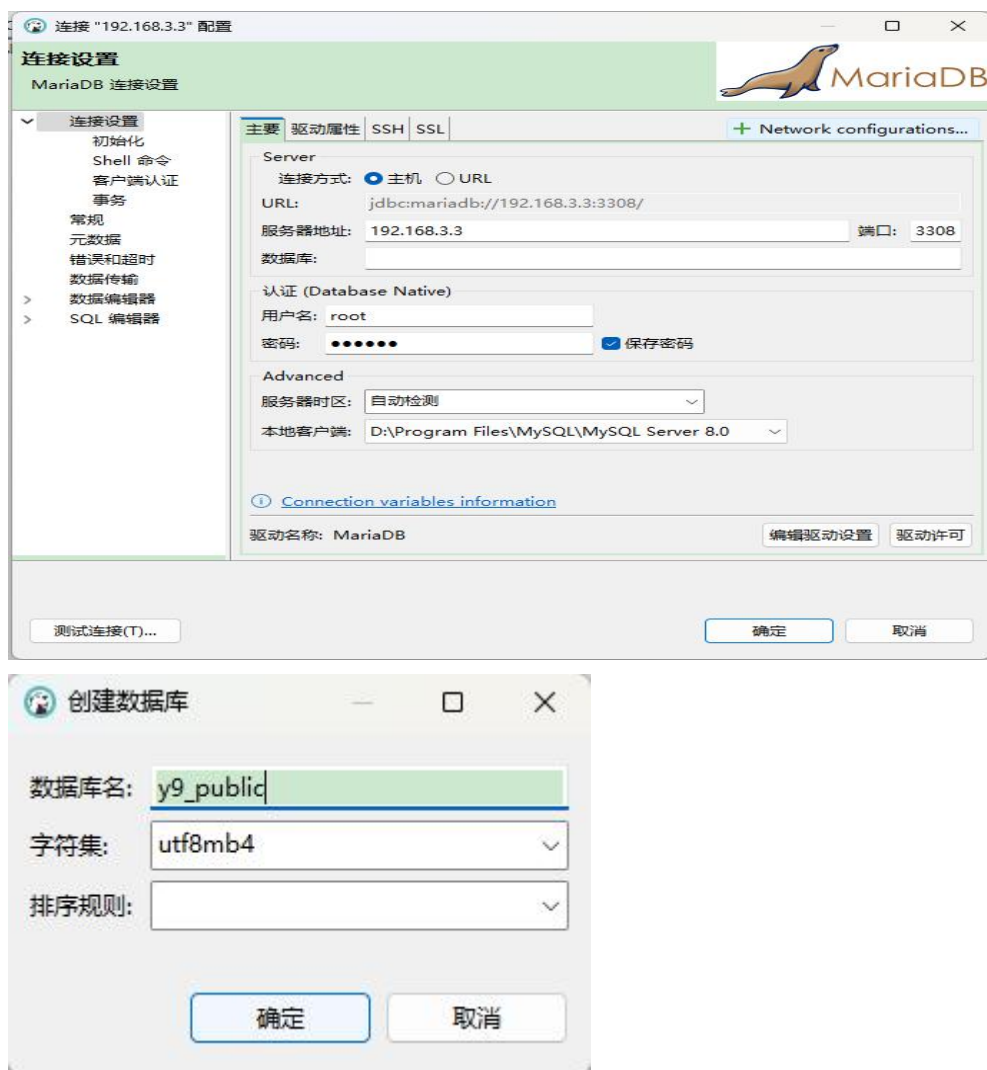 连接 "192.168.3.3" 配置
连接设置
MariaDB 连接设置
MariaDB
连接设置
初始化
Shell 命令
客户端认证
事务
常规
元数据
错误和超时
数据传输
数据编辑器
SQL 编辑器
主要 驱动属性 SSH SSL
+ Network configurations...
Server
连接方式: 主机 URL
URL: jdbc:mariadb://192.168.3.3:3308/
服务器地址: 192.168.3.3 端口: 3308
数据库:
认证 (Database Native)
用户名: root
密码: ●●●●●● 保存密码
Advanced
服务器时区: 自动检测
本地客户端: D:\Program Files\MySQL\MySQL Server 8.0
Connection variables information
驱动名称: MariaDB 编辑驱动设置 驱动许可
测试连接(T)... 确定 取消
创建数据库
数据库名: y9_public
字符集: utf8mb4
排序规则:
确定 取消